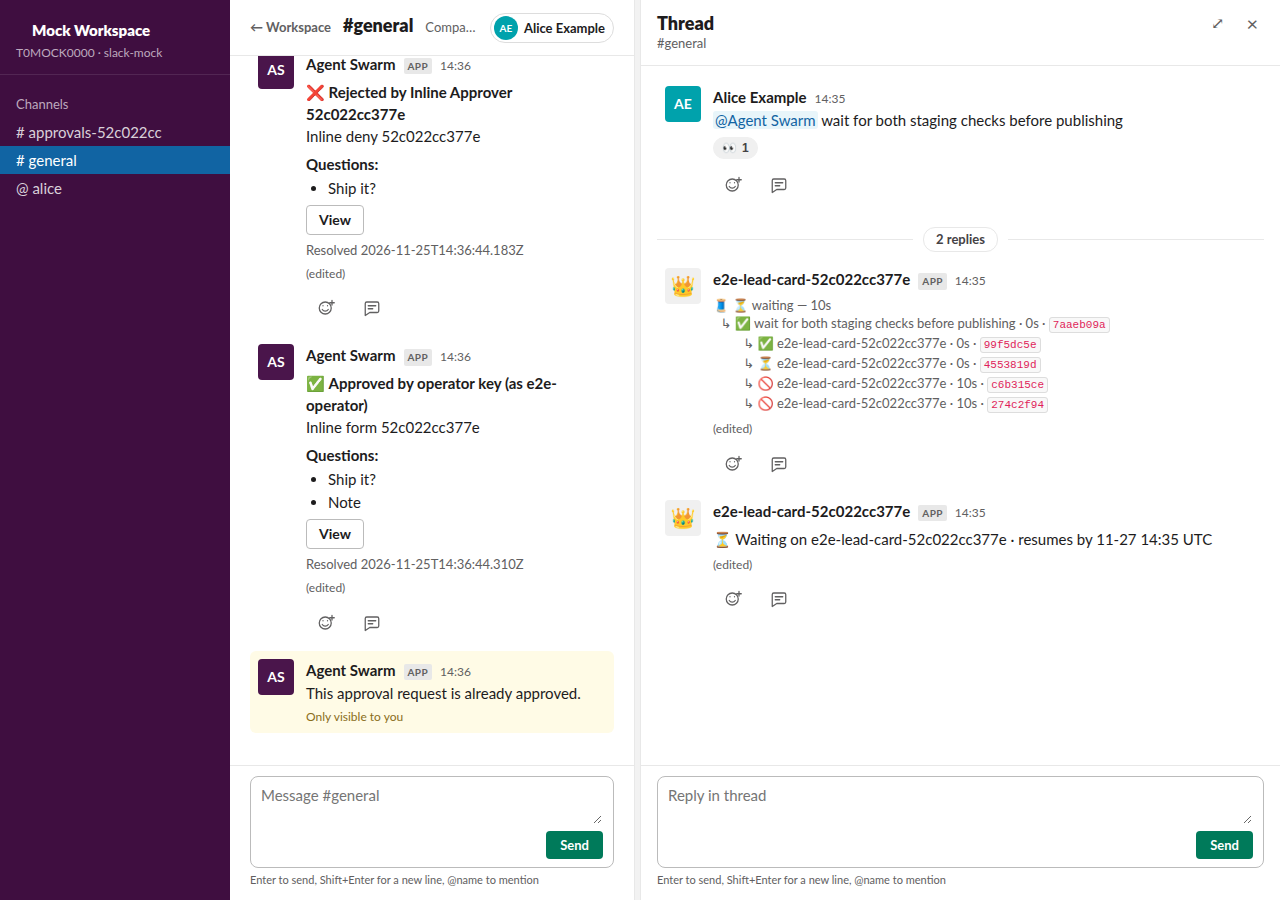 Mock Workspace
T0MOCK0000 · slack-mock
Channels
# approvals-52c022cc
# general
@ alice
← Workspace #general Compa... AE Alice Example
AS Agent Swarm APP 14:36
❌ Rejected by Inline Approver
52c022cc377e
Inline deny 52c022cc377e
Questions:
• Ship it?
View
Resolved 2026-11-25T14:36:44.183Z
(edited)
AS Agent Swarm APP 14:36
✅ Approved by operator key (as e2e-
operator)
Inline form 52c022cc377e
Questions:
• Ship it?
• Note
View
Resolved 2026-11-25T14:36:44.310Z
(edited)
AS Agent Swarm APP 14:36
This approval request is already approved.
Only visible to you
Message #general
Send
Enter to send, Shift+Enter for a new line, @name to mention
Thread
#general
AE Alice Example 14:35
@Agent Swarm wait for both staging checks before publishing
👀 1
2 replies
e2e-lead-card-52c022cc377e APP 14:35
🧵 ⏳ waiting — 10s
↳ ✅ wait for both staging checks before publishing · 0s · 7aaeb09a
↳ ✅ e2e-lead-card-52c022cc377e · 0s · 99f5dc5e
↳ ⏳ e2e-lead-card-52c022cc377e · 0s · 4553819d
↳ 🚫 e2e-lead-card-52c022cc377e · 10s · c6b315ce
↳ 🚫 e2e-lead-card-52c022cc377e · 10s · 274c2f94
(edited)
e2e-lead-card-52c022cc377e APP 14:35
⏳ Waiting on e2e-lead-card-52c022cc377e · resumes by 11-27 14:35 UTC
(edited)
Reply in thread
Send
Enter to send, Shift+Enter for a new line, @name to mention